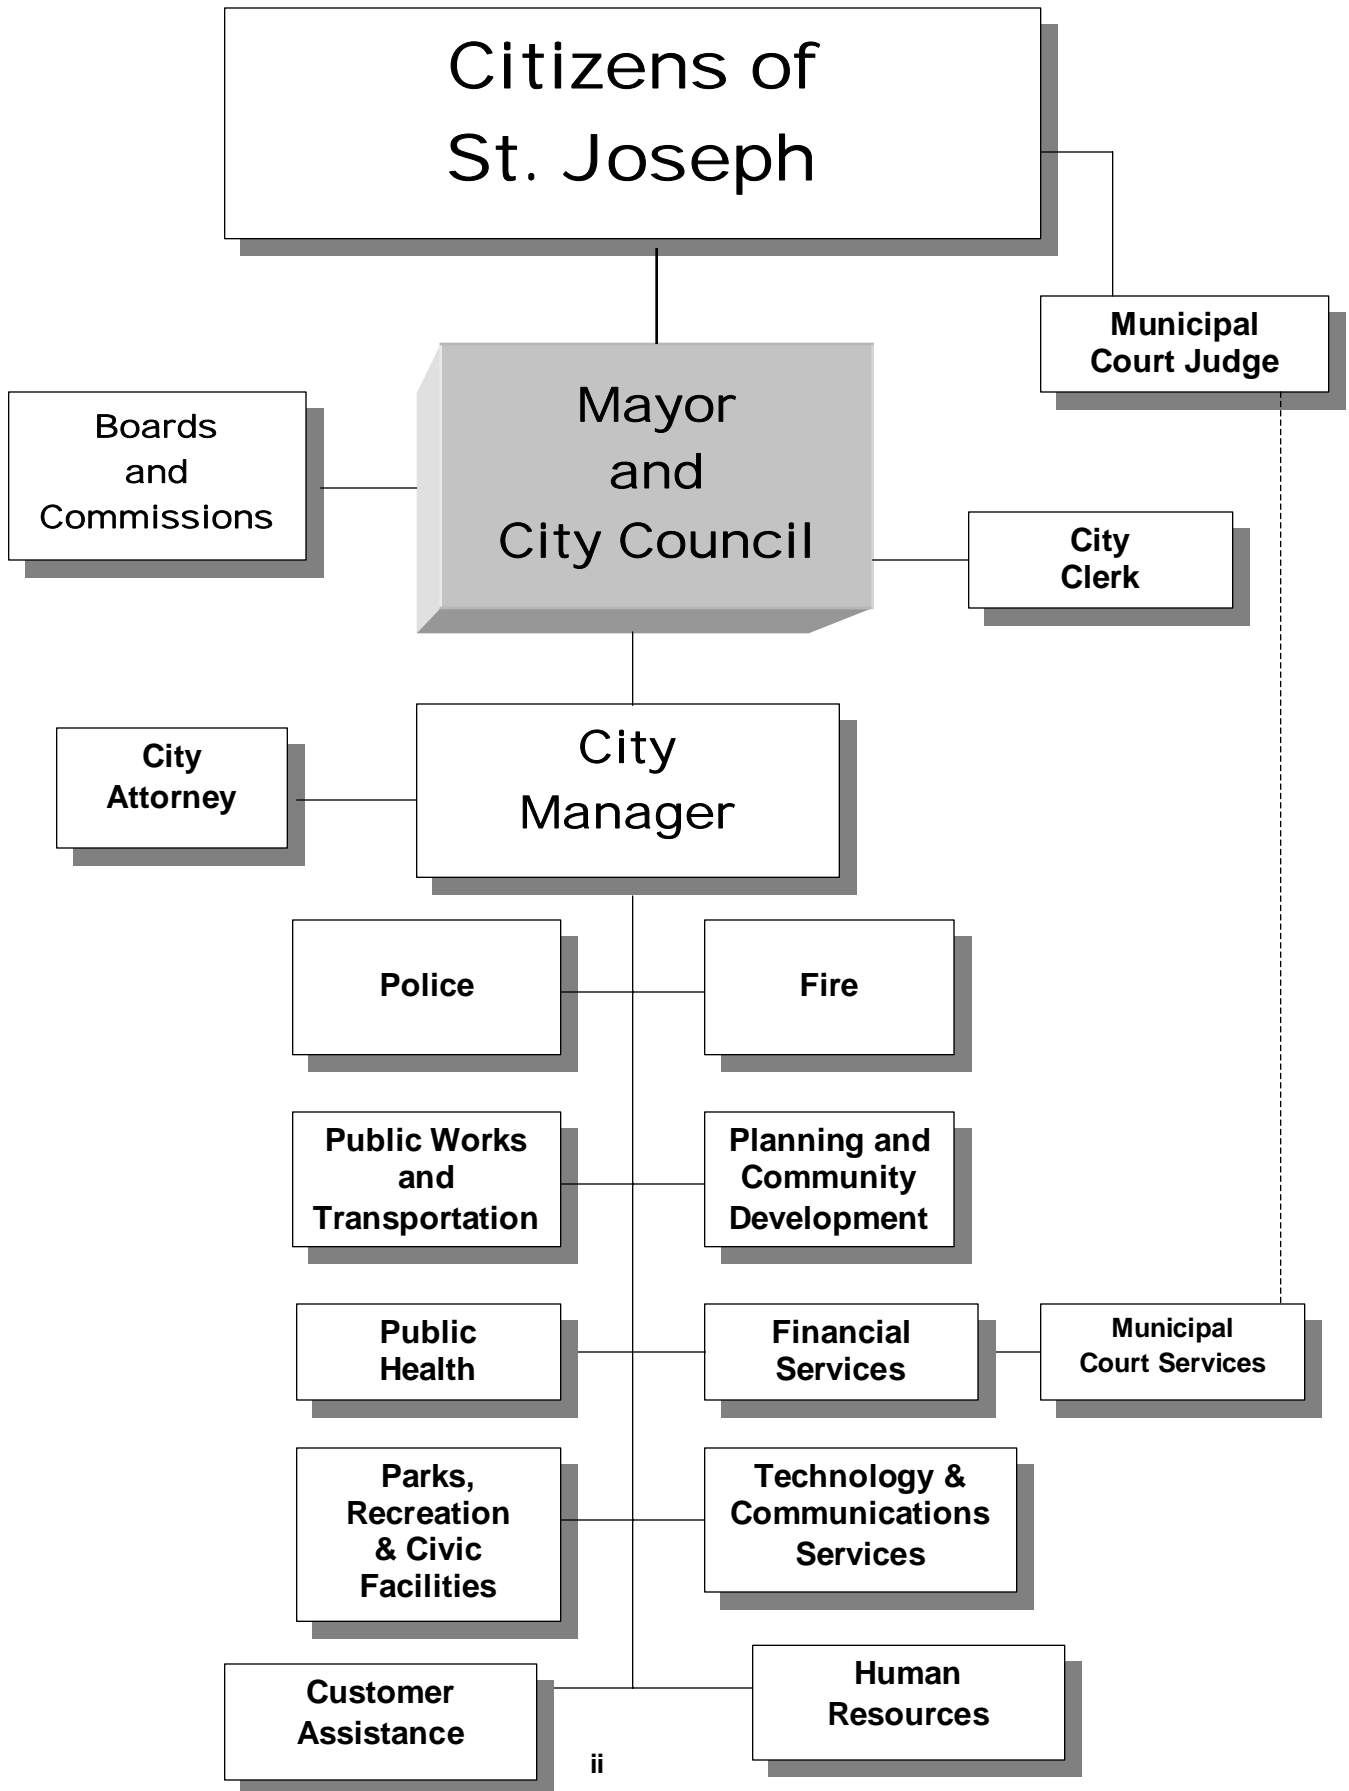 Citizens of
St. Joseph
Municipal
Court Judge
Mayor
and
City Council
Boards
and
Commissions
City
Clerk
City
Manager
City
Attorney
Police
Fire
Public Works
and
Transportation
Planning and
Community
Development
Public
Health
Financial
Services
Municipal
Court Services
Parks,
Recreation
& Civic
Facilities
Technology &
Communications
Services
Customer
Assistance
Human
Resources
ii